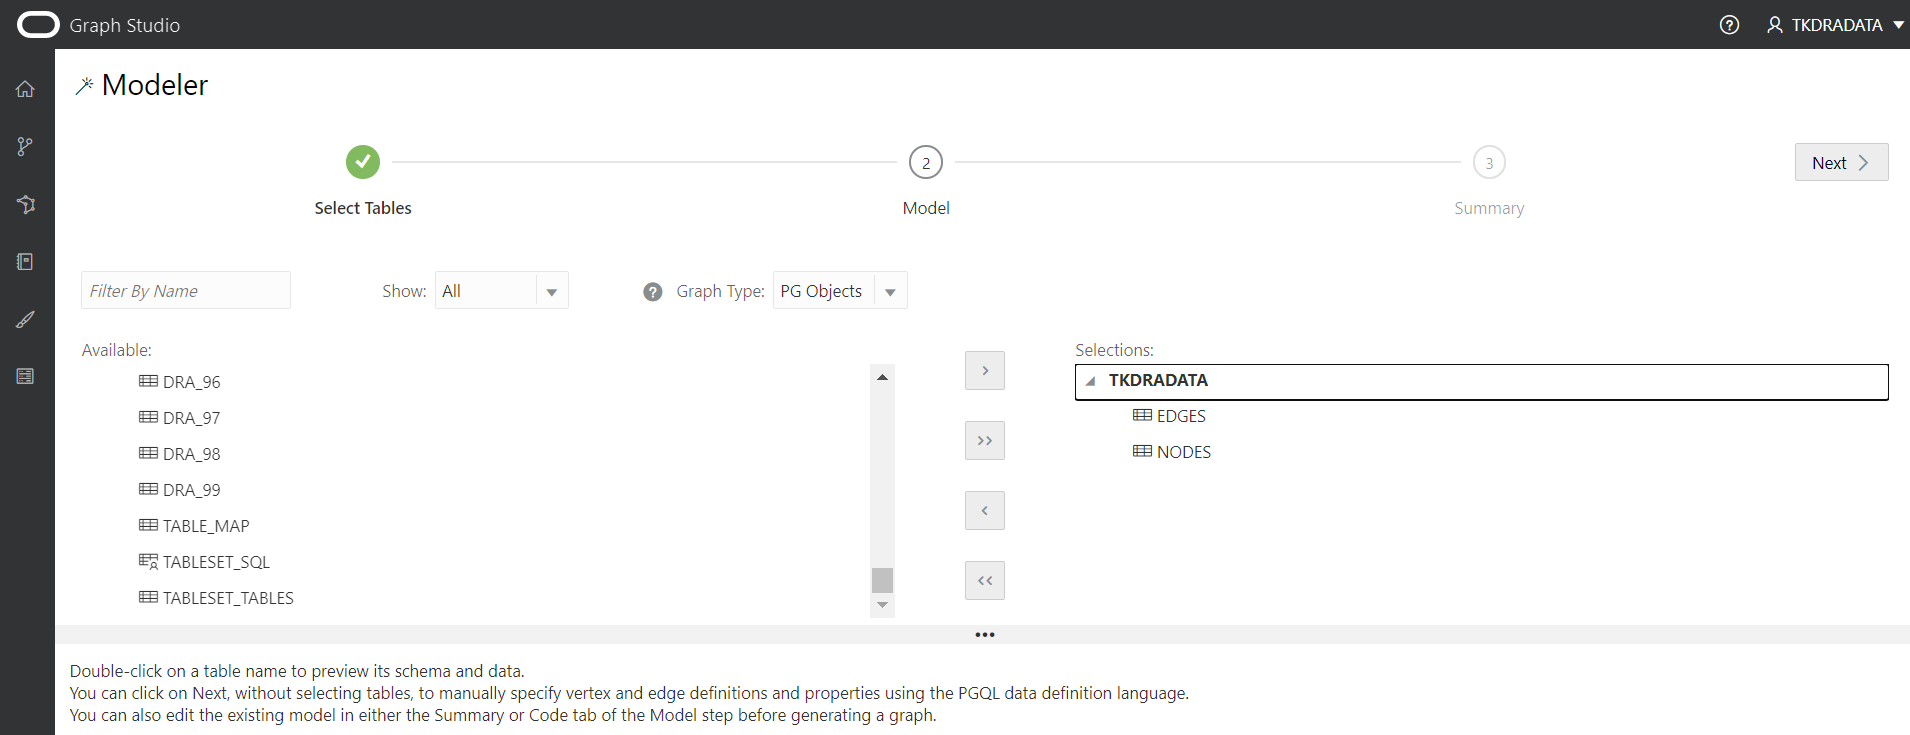 Graph Studio
TKDRADATA
Modeler
2
3
Next
Select Tables
Model
Summary
Filter By Name
Show:
All
Graph Type:
PG Objects
Available:
Selections:
DRA_96
DRA_97
DRA_98
DRA_99
TABLE_MAP
TABLESET_SQL
TABLESET_TABLES
TKDRADATA
EDGES
NODES
Double-click on a table name to preview its schema and data.
You can click on Next, without selecting tables, to manually specify vertex and edge definitions and properties using the PGQL data definition language.
You can also edit the existing model in either the Summary or Code tab of the Model step before generating a graph.